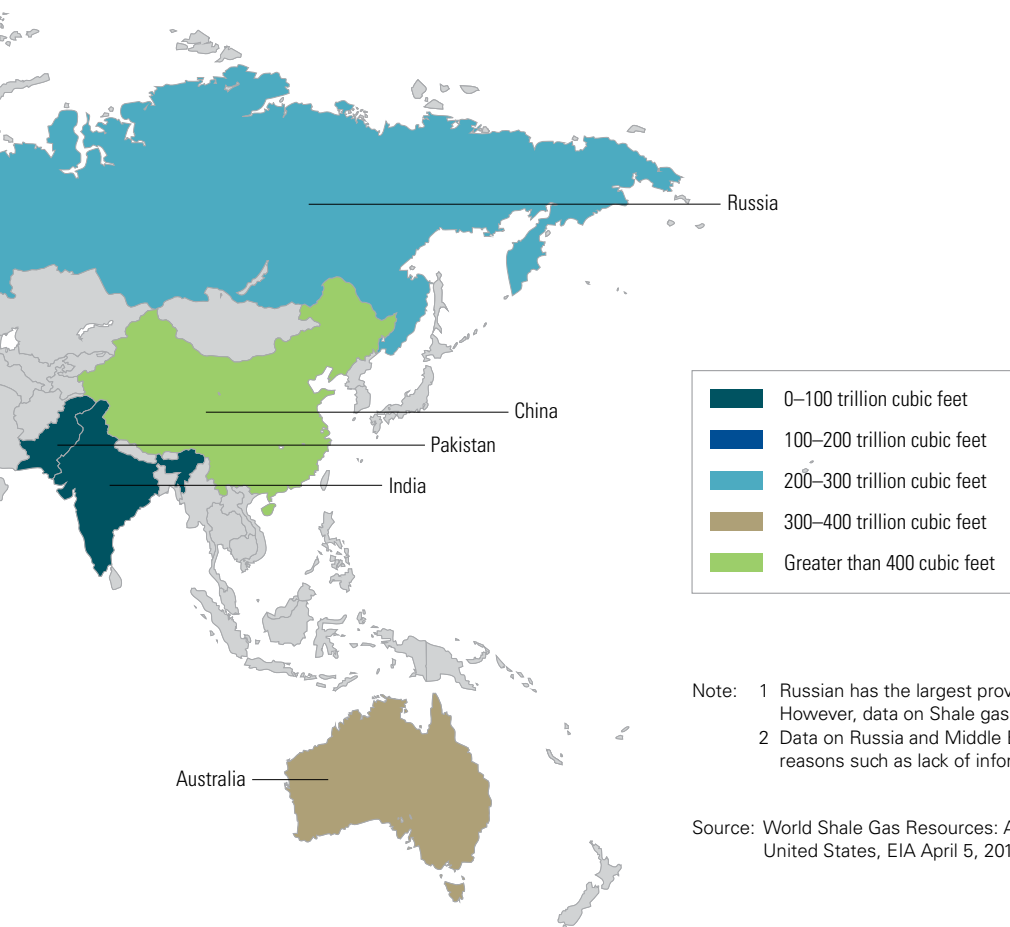 Russia
China
Pakistan
India
0–100 trillion cubic feet
100–200 trillion cubic feet
200–300 trillion cubic feet
300–400 trillion cubic feet
Greater than 400 cubic feet
Australia
Note: 1 Russian has the largest prov
However, data on Shale gas
2 Data on Russia and Middle E
reasons such as lack of infor
Source: World Shale Gas Resources: A
United States, EIA April 5, 201